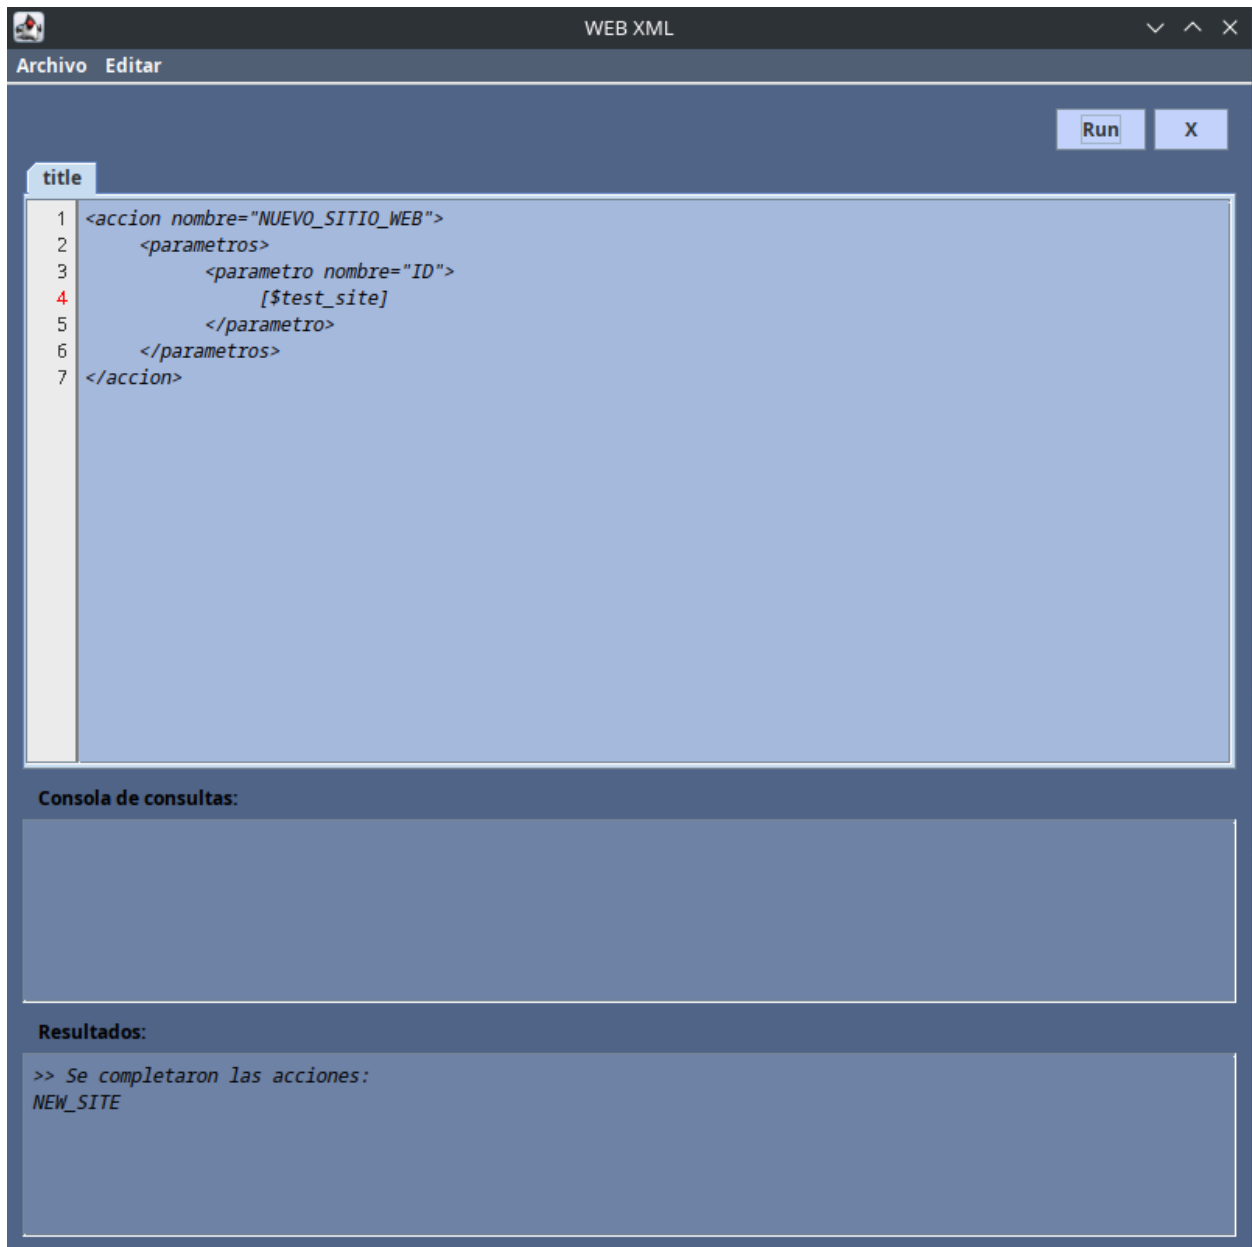 WEB XML
Archivo Editar
Run X
title
1 <accion nombre="NUEVO_SITIO_WEB">
2 <parametros>
3 <parametro nombre="ID">
4 [$test_site]
5 </parametro>
6 </parametros>
7 </accion>
Consola de consultas:
Resultados:
>> Se completaron las acciones:
NEW_SITE